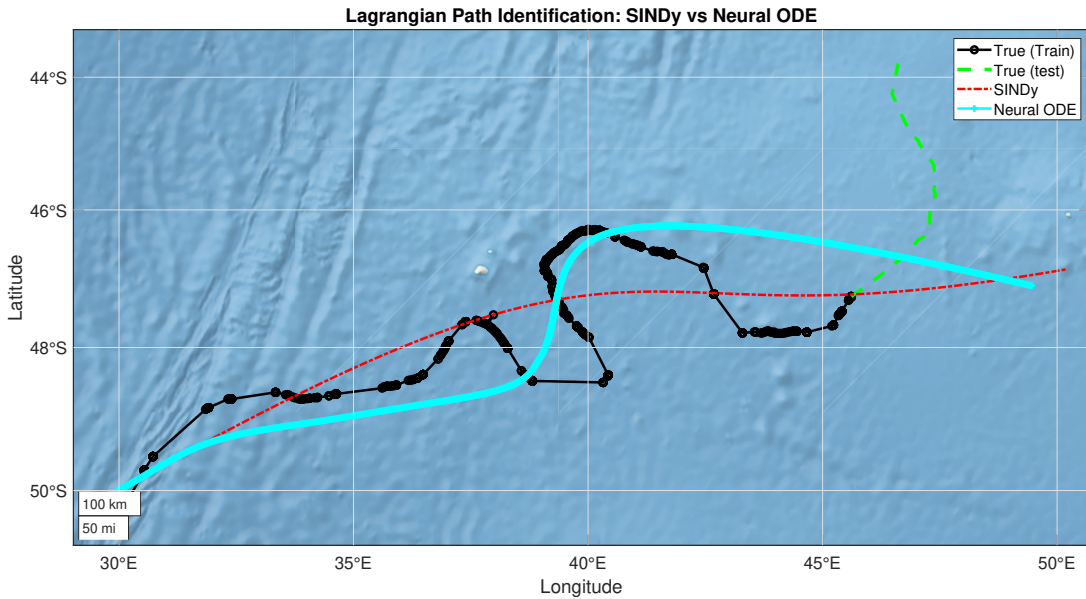 Lagrangian Path Identification: SINDy vs Neural ODE
True (Train)
True (test)
SINDy
Neural ODE
44°S
46°S
48°S
50°S
Latitude
100 km
50 mi
30°E
35°E
40°E
45°E
50°E
Longitude